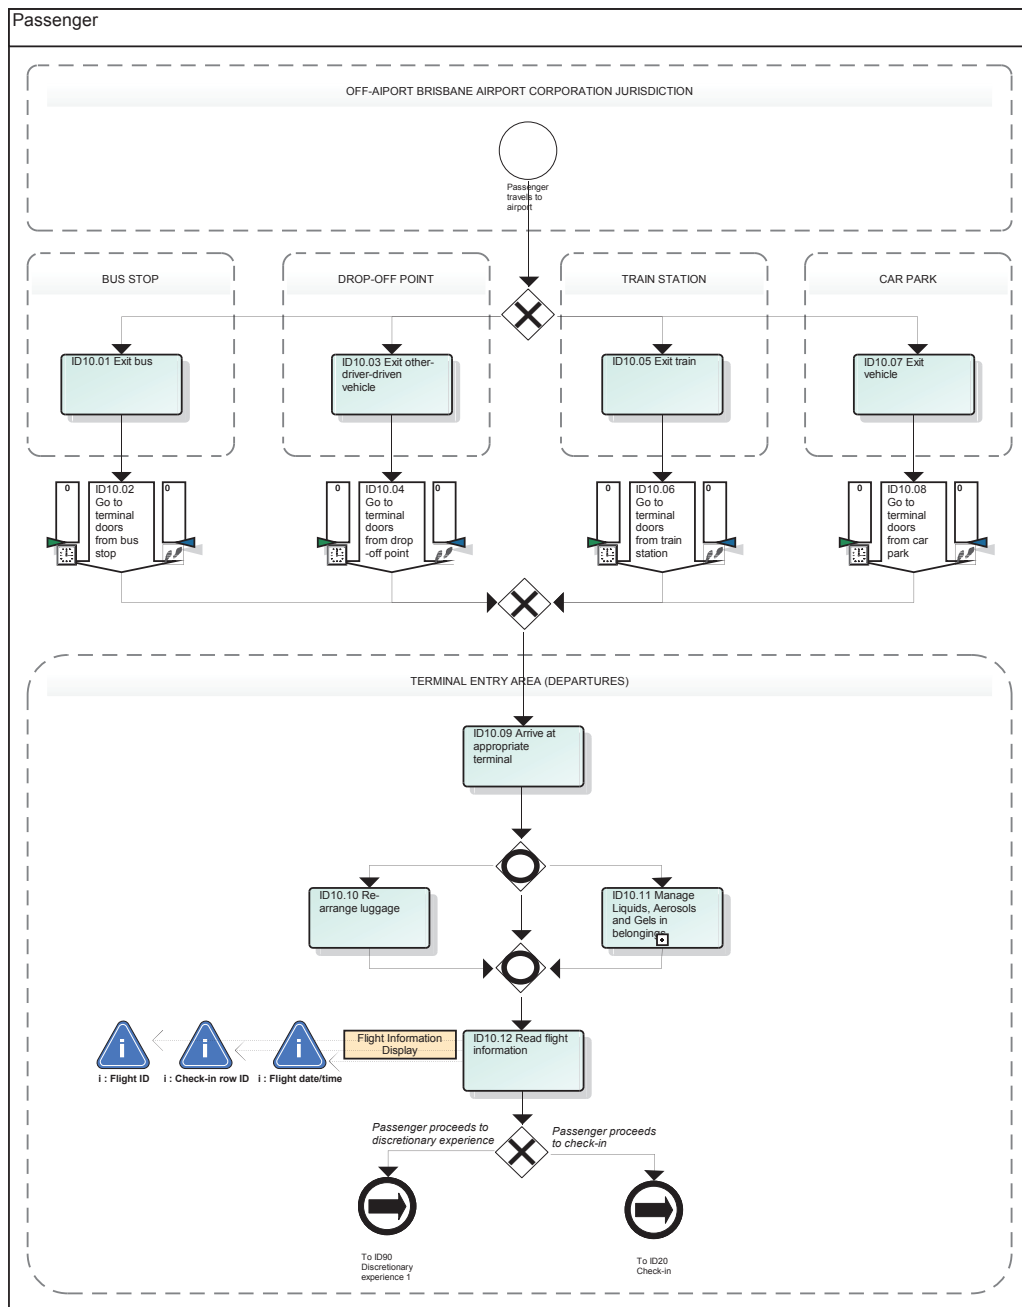 Passenger
OFF-AIPORT BRISBANE AIRPORT CORPORATION JURISDICTION
Passenger
travels to
airport
BUS STOP
DROP-OFF POINT
TRAIN STATION
CAR PARK
ID10.01 Exit bus
ID10.03 Exit other-
driver-driven
vehicle
ID10.05 Exit train
ID10.07 Exit
vehicle
0
ID10.02
Go to
terminal
doors
from bus
stop
0
0
ID10.04
Go to
terminal
doors
from drop
-off point
0
0
ID10.06
Go to
terminal
doors
from train
station
0
0
ID10.08
Go to
terminal
doors
from car
park
0
TERMINAL ENTRY AREA (DEPARTURES)
ID10.09 Arrive at
appropriate
terminal
ID10.10 Re-
arrange luggage
ID10.11 Manage
Liquids, Aerosols
and Gels in
belongings
Flight Information
Display
ID10.12 Read flight
information
i
i
i
i : Flight ID
i : Check-in row ID
i : Flight date/time
Passenger proceeds to
discretionary experience
Passenger proceeds
to check-in
To ID90
Discretionary
experience 1
To ID20
Check-in